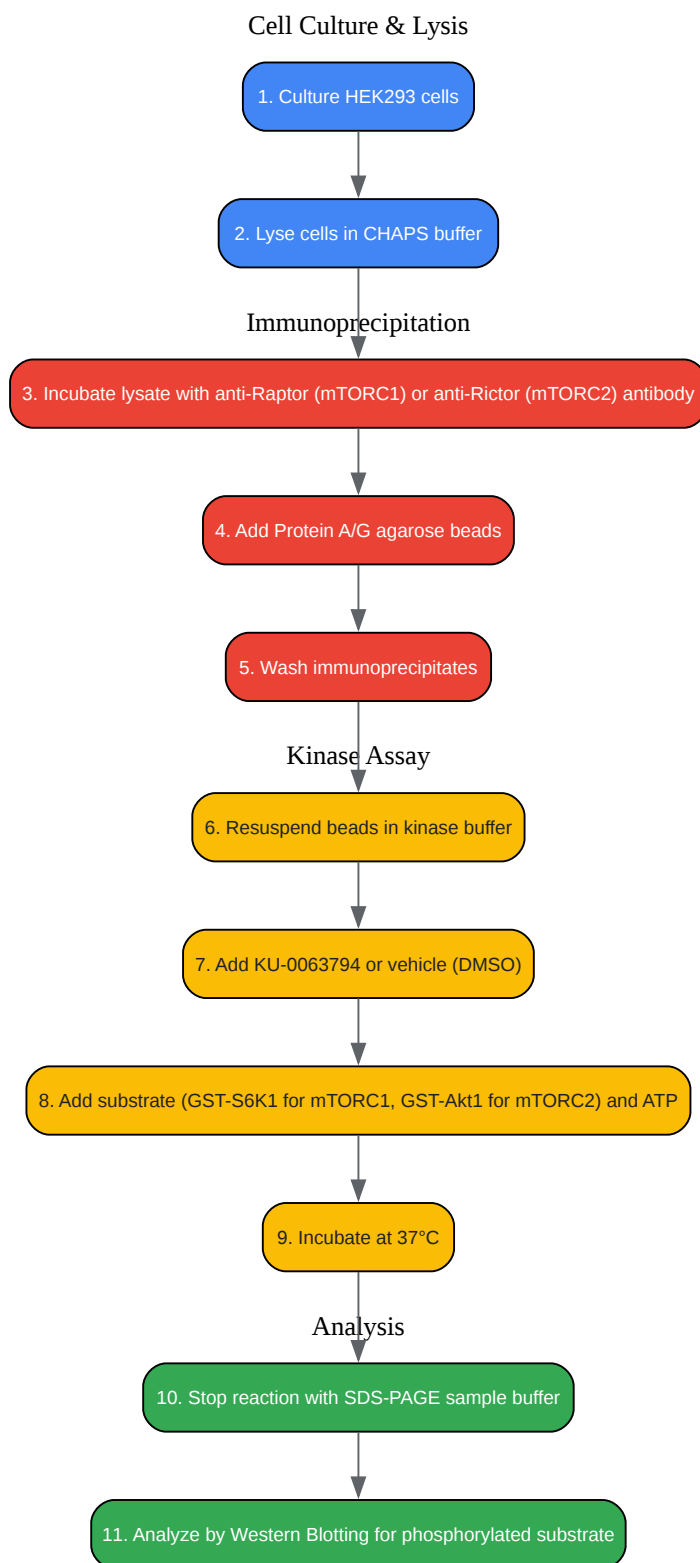 Cell Culture & Lysis
1. Culture HEK293 cells
2. Lyse cells in CHAPS buffer
Immunoprecipitation
3. Incubate lysate with anti-Raptor (mTORC1) or anti-Rictor (mTORC2) antibody
4. Add Protein A/G agarose beads
5. Wash immunoprecipitates
Kinase Assay
6. Resuspend beads in kinase buffer
7. Add KU-0063794 or vehicle (DMSO)
8. Add substrate (GST-S6K1 for mTORC1, GST-Akt1 for mTORC2) and ATP
9. Incubate at 37°C
Analysis
10. Stop reaction with SDS-PAGE sample buffer
11. Analyze by Western Blotting for phosphorylated substrate